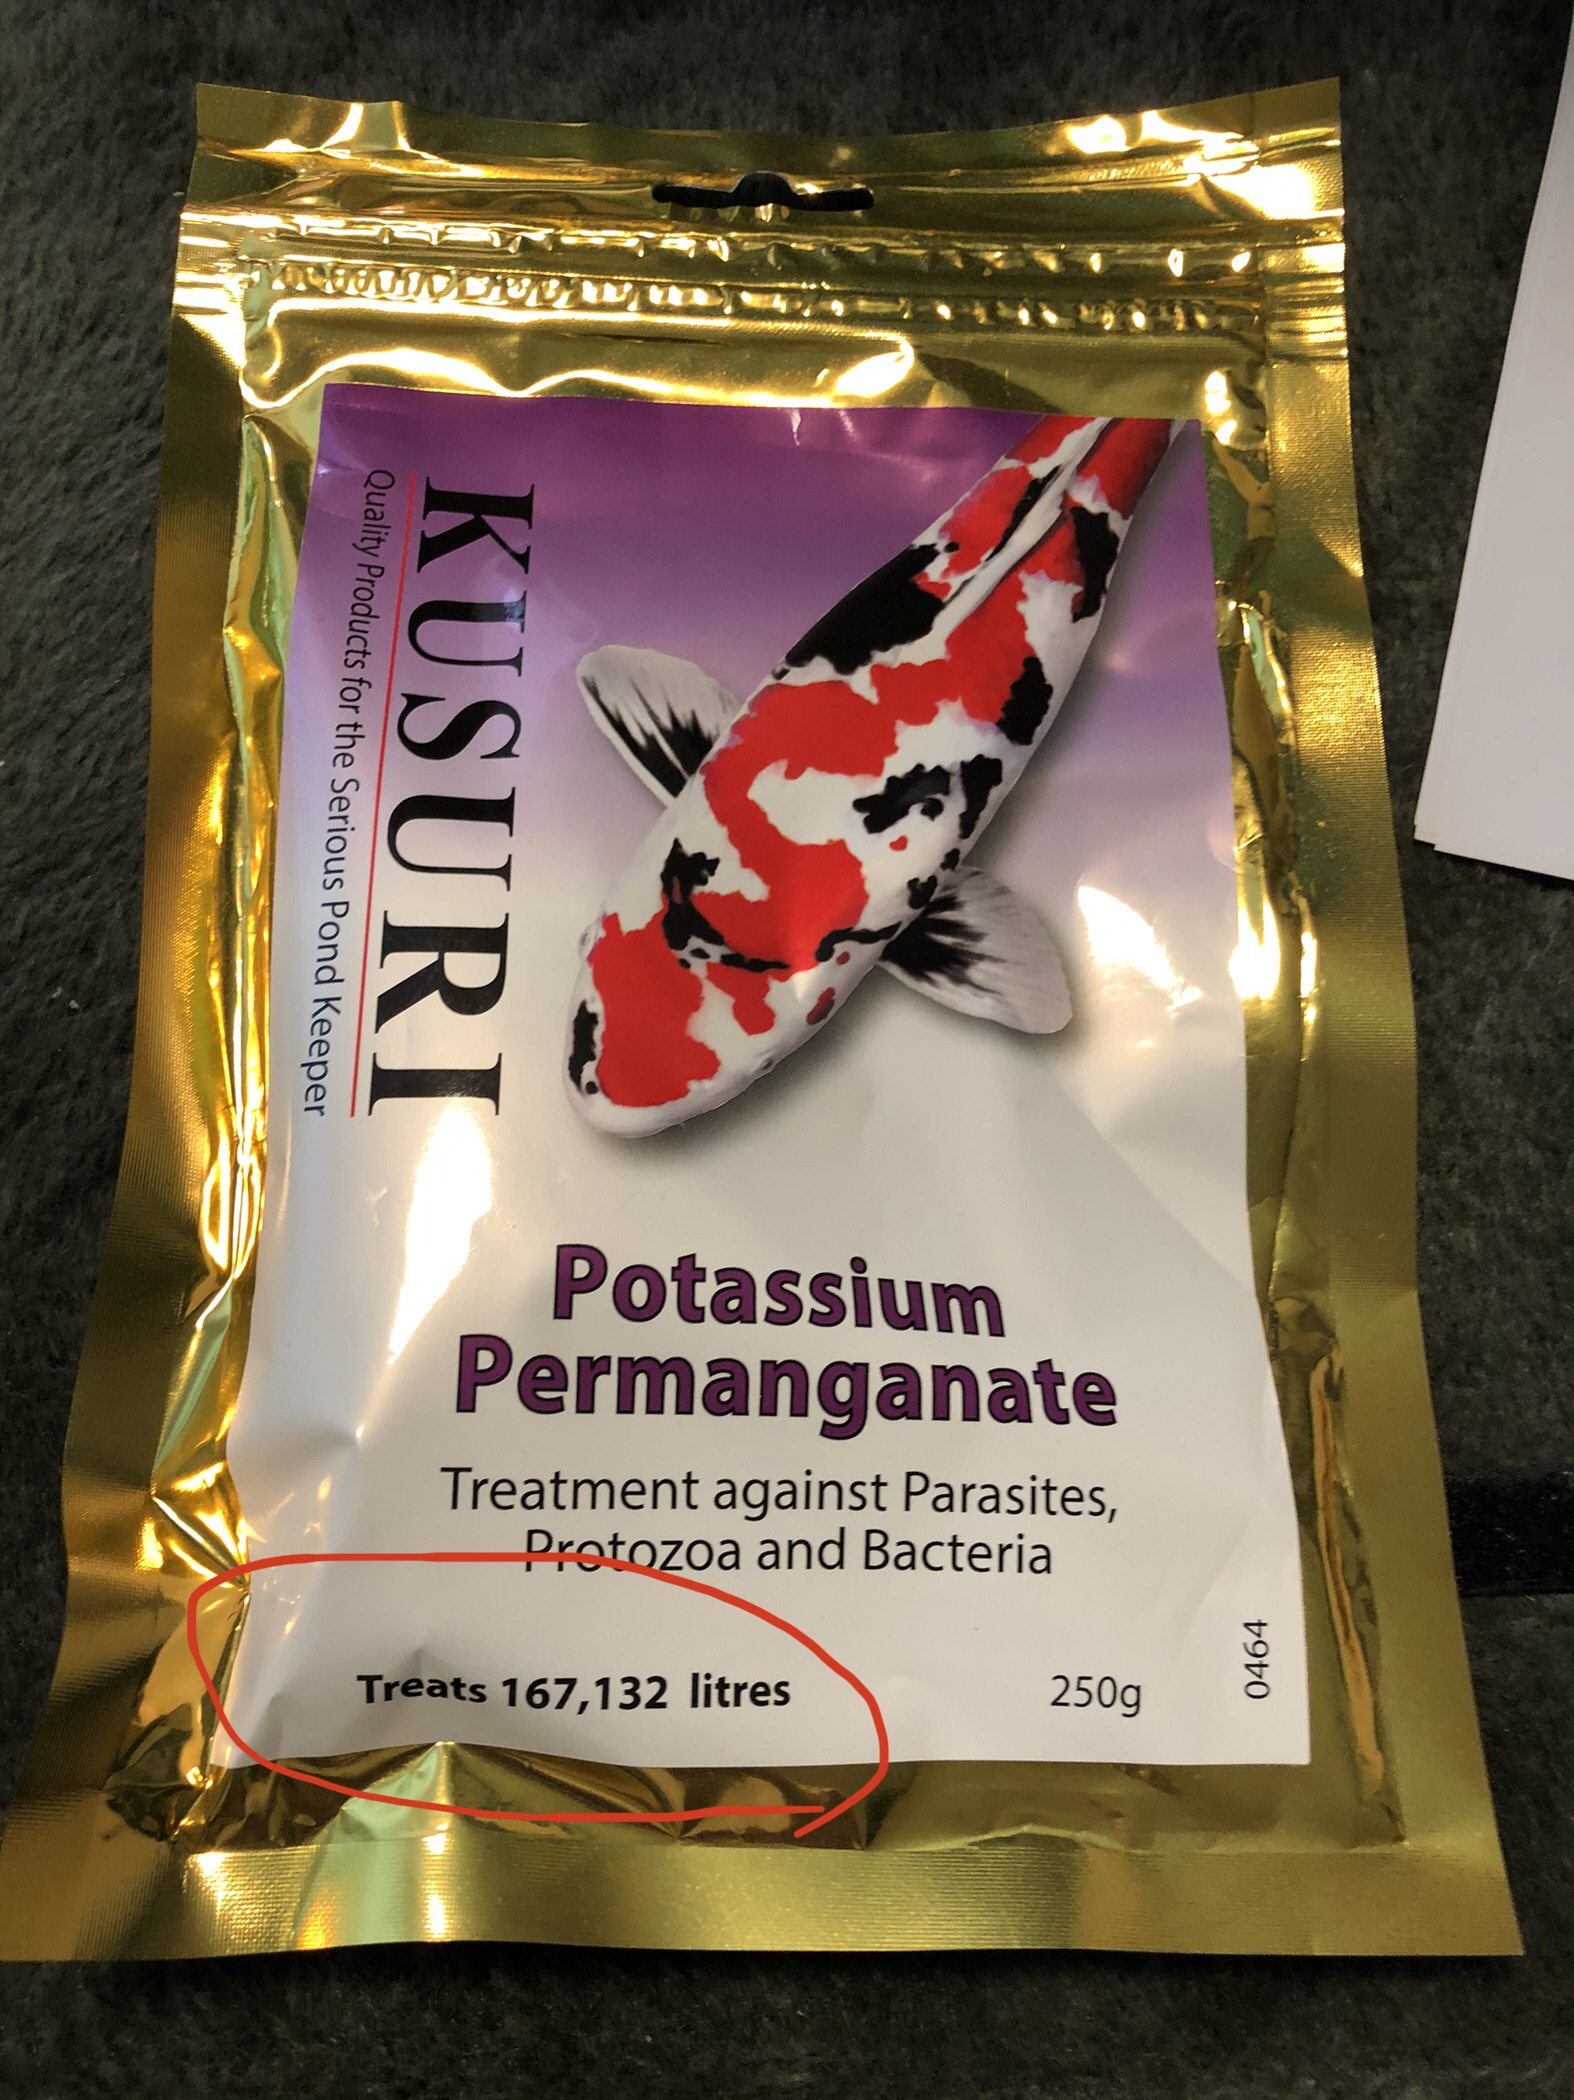 KUSURI
Quality Products for the Serious Pond Keeper
Potassium
Permanganate
Treatment against Parasites,
Protozoa and Bacteria
Treats 167,132 litres
250g
0464